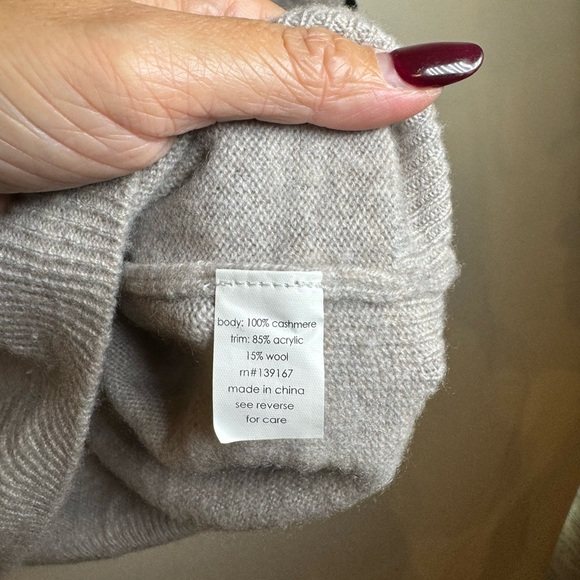 body: 100% cashmere
trim: 85% acrylic
15% wool
rn#139167
made in china
see reverse
for care